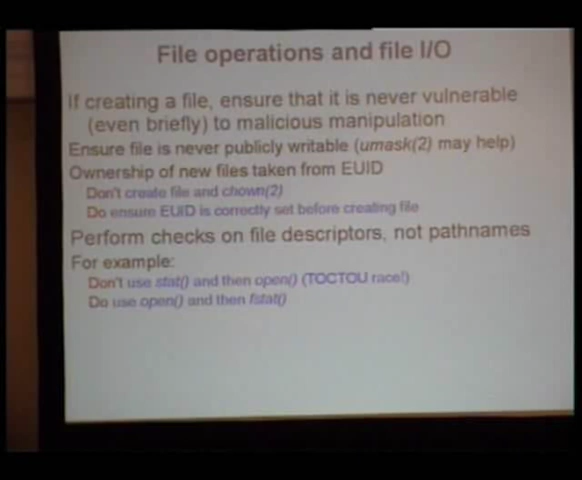 File operations and file I/O
If creating a file, ensure that it is never vulnerable
(even briefly) to malicious manipulation
Ensure file is never publicly writable (umask(2) may help)
Ownership of new files taken from EUID
Don't create file and chown(2)
Do ensure EUID is correctly set before creating file
Perform checks on file descriptors, not pathnames
For example:
Don't use stat() and then open() (TOCTOU race!)
Do use open() and then fstat()